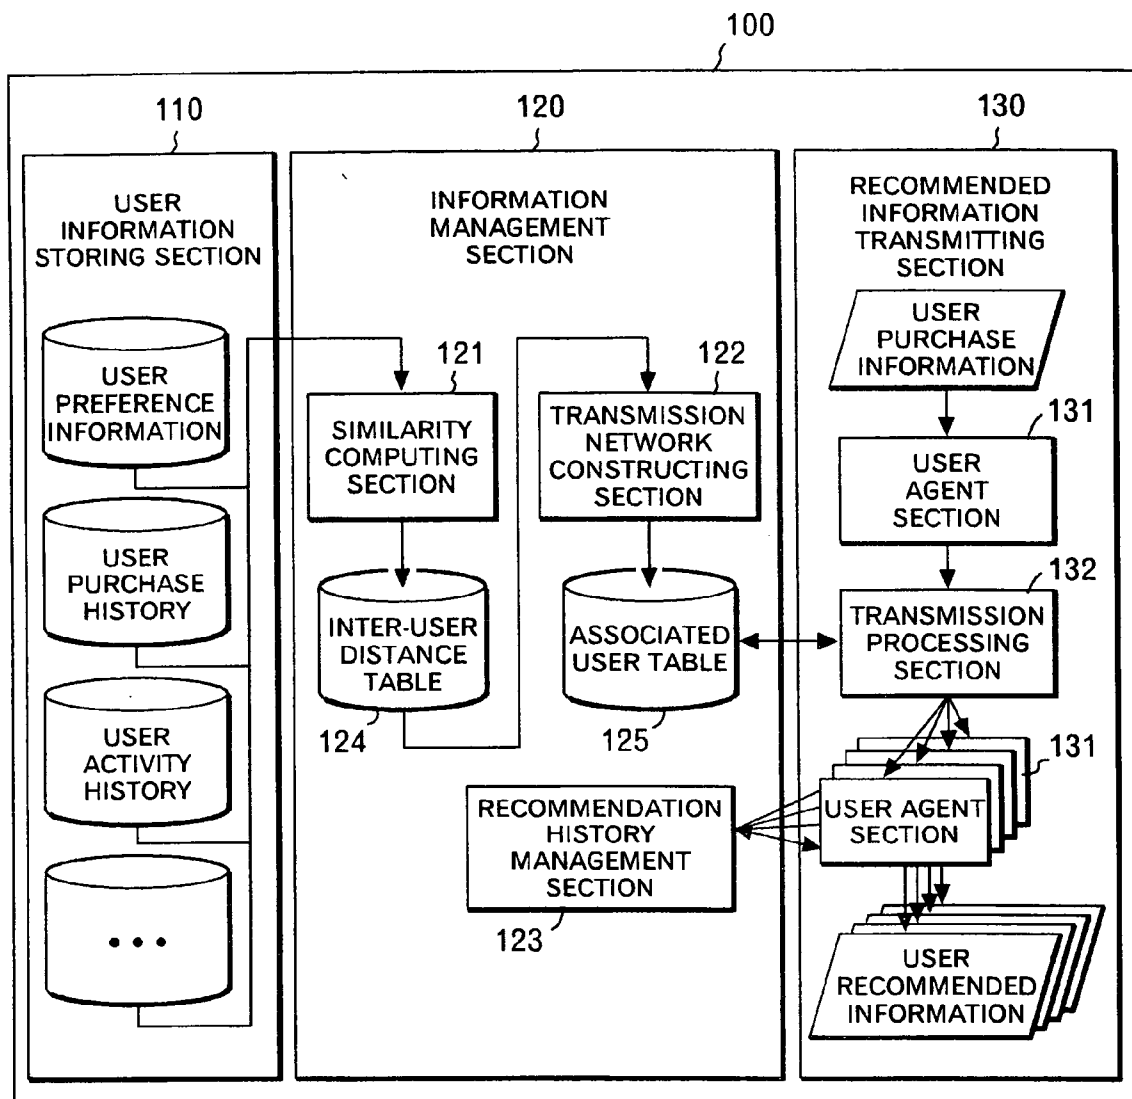 100
110
120
130
USER
INFORMATION
STORING SECTION
USER
PREFERENCE
INFORMATION
USER
PURCHASE
HISTORY
USER
ACTIVITY
HISTORY
•••
INFORMATION
MANAGEMENT
SECTION
121
SIMILARITY
COMPUTING
SECTION
122
TRANSMISSION
NETWORK
CONSTRUCTING
SECTION
INTER-USER
DISTANCE
TABLE
124
ASSOCIATED
USER TABLE
125
RECOMMENDATION
HISTORY
MANAGEMENT
SECTION
123
RECOMMENDED
INFORMATION
TRANSMITTING
SECTION
USER
PURCHASE
INFORMATION
131
USER
AGENT
SECTION
132
TRANSMISSION
PROCESSING
SECTION
131
USER AGENT
SECTION
USER
RECOMMENDED
INFORMATION